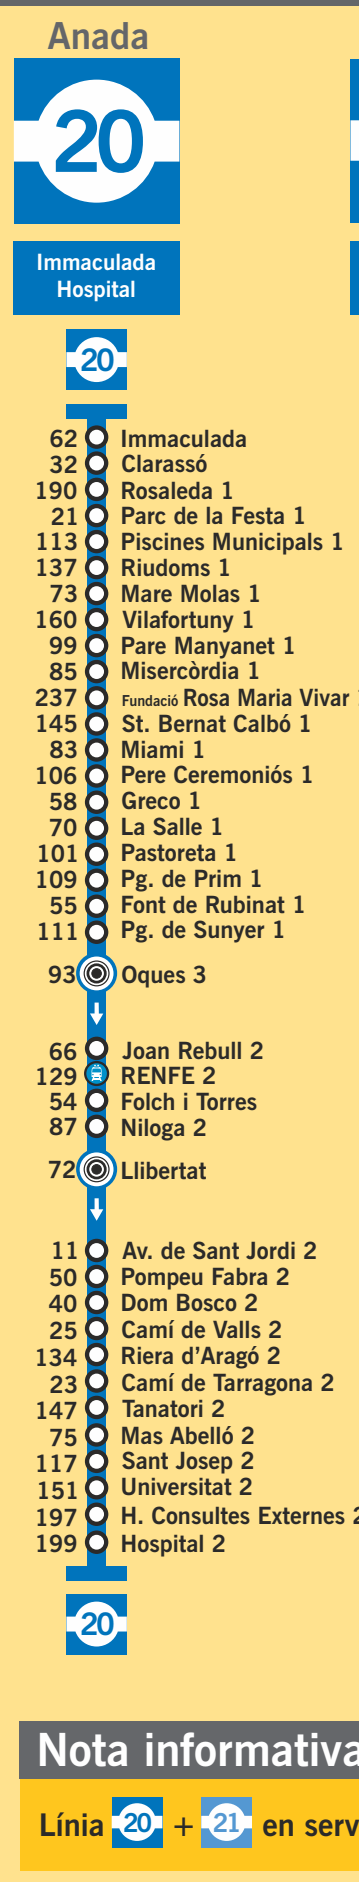 Anada
20
Immaculada
Hospital
20
62 Immaculada
32 Clarassó
190 Rosaleda 1
21 Parc de la Festa 1
113 Piscines Municipals 1
137 Riudoms 1
73 Mare Molas 1
160 Vilafortuny 1
99 Pare Manyanet 1
85 Misercòrdia 1
237 Fundació Rosa Maria Vivar
145 St. Bernat Calbó 1
83 Miami 1
106 Pere Ceremoniós 1
58 Greco 1
70 La Salle 1
101 Pastoreta 1
109 Pg. de Prim 1
55 Font de Rubinat 1
111 Pg. de Sunyer 1
93 Oques 3
66 Joan Rebull 2
129 RENFE 2
54 Folch i Torres
87 Niloga 2
72 Llibertat
11 Av. de Sant Jordi 2
50 Pompeu Fabra 2
40 Dom Bosco 2
25 Camí de Valls 2
134 Riera d'Aragó 2
23 Camí de Tarragona 2
147 Tanatori 2
75 Mas Abelló 2
117 Sant Josep 2
151 Universitat 2
197 H. Consultes Externes 2
199 Hospital 2
20
Nota informativa
Línia 20 + 21 en serv